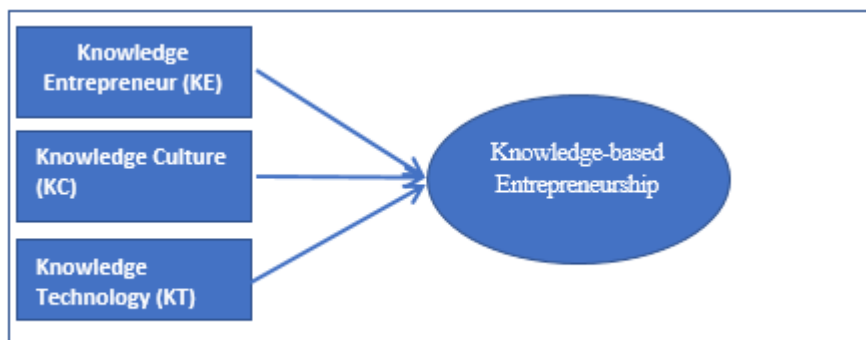 Knowledge
Entrepreneur (KE)
Knowledge Culture
(KC)
Knowledge
Technology (KT)
Knowledge-based
Entrepreneurship